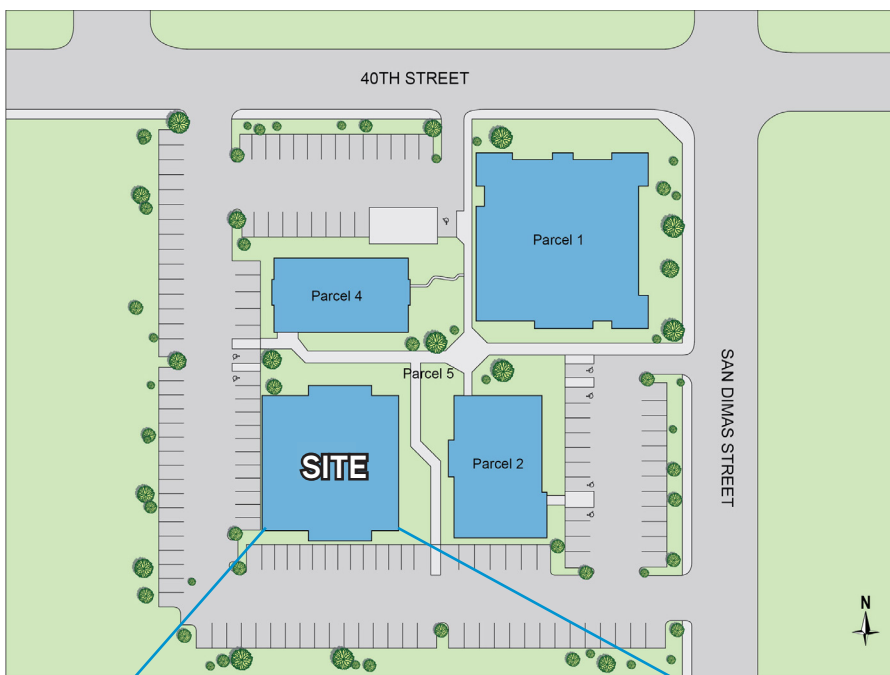 40TH STREET
Parcel 1
Parcel 4
Parcel 5
SAN DIMAS STREET
SITE
Parcel 2
N